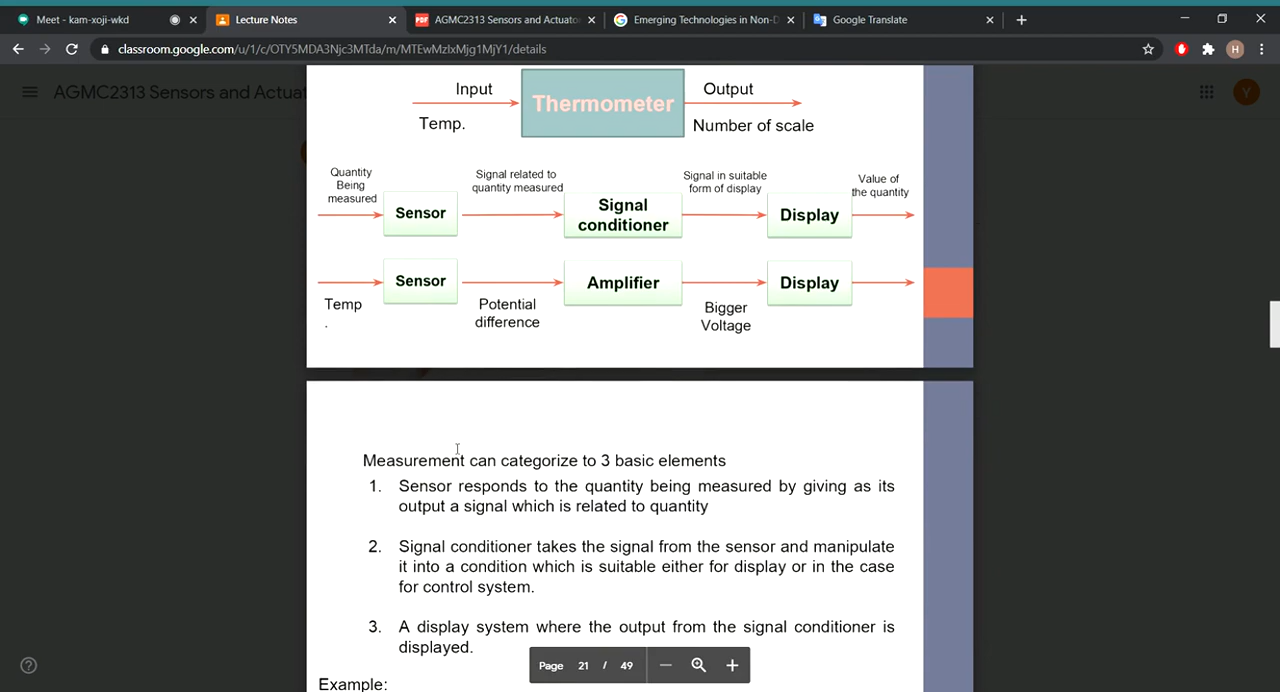 Meet - kam-xoji-wkd
Lecture Notes
AGMC2313 Sensors and Actuator
Emerging Technologies in Non-D
Google Translate
classroom.google.com/u/1/c/OTY5MDA3Njc3MTda/m/MTEwMzIxMjg1MjY1/details
H
AGMC2313 Sensors and Actuat
Y
Input
Thermometer
Output
Temp.
Number of scale
Quantity
Being
measured
Signal related to
quantity measured
Signal in suitable
form of display
Value of
the quantity
Sensor
Signal
conditioner
Display
Sensor
Amplifier
Display
Temp
.
Potential
difference
Bigger
Voltage
Measurement can categorize to 3 basic elements
1. Sensor responds to the quantity being measured by giving as its
output a signal which is related to quantity
2. Signal conditioner takes the signal from the sensor and manipulate
it into a condition which is suitable either for display or in the case
for control system.
3. A display system where the output from the signal conditioner is
displayed.
Page 21 / 49
Example: